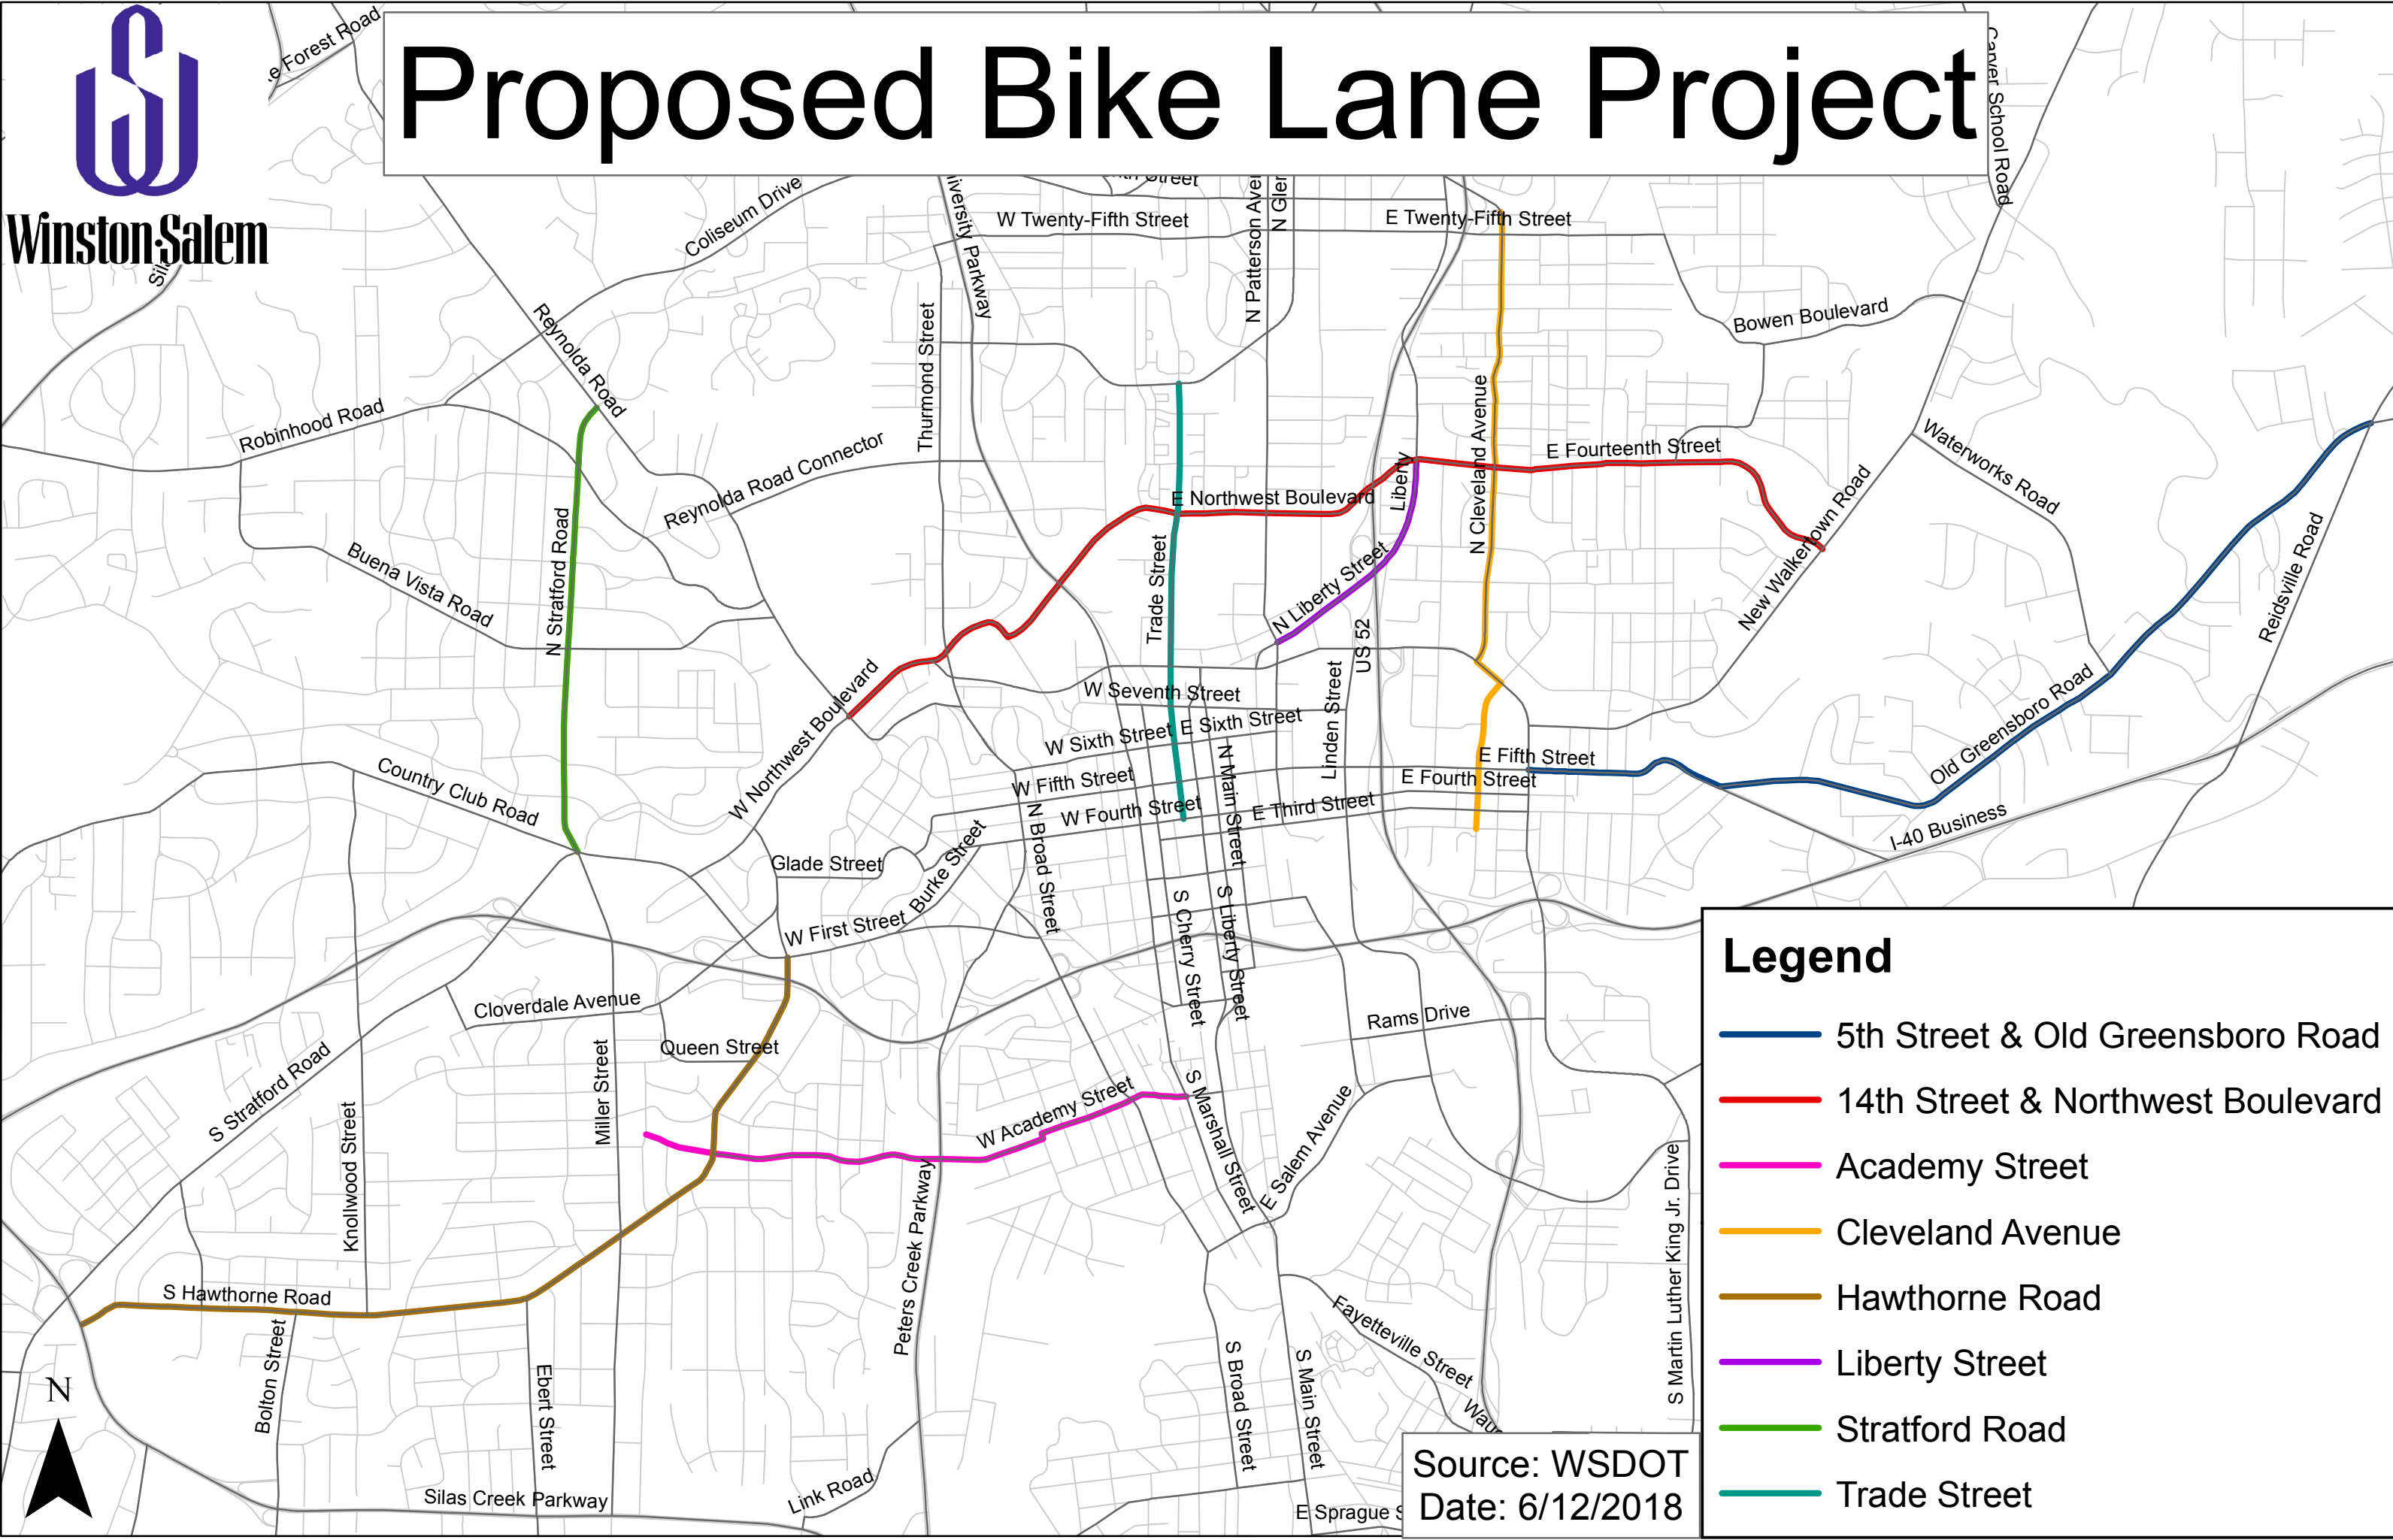 Proposed Bike Lane Project
Winston-Salem
e Forest Road
Carver School Road
Coliseum Drive
W Twenty-Fifth Street
E Twenty-Fifth Street
N Patterson Aven
N Glen
iversity Parkway
Reynolda Road
Thurmond Street
Bowen Boulevard
Robinhood Road
Reynolda Road Connector
N Cleveland Avenue
E Fourteenth Street
Waterworks Road
Liberty
E Northwest Boulevard
N Stratford Road
Buena Vista Road
Trade Street
N Liberty Street
US 52
New Walkertown Road
Reidsville Road
W Northwest Boulevard
W Seventh Street
Linden Street
W Sixth Street
E Sixth Street
Old Greensboro Road
Country Club Road
W Fifth Street
N Main Street
E Fifth Street
E Fourth Street
W Fourth Street
E Third Street
N Broad Street
I-40 Business
Glade Street
Burke Street
W First Street
S Cherry Street
S Liberty Street
Cloverdale Avenue
Rams Drive
Queen Street
S Stratford Road
Miller Street
Knollwood Street
W Academy Street
S Marshall Street
E Salem Avenue
Peters Creek Parkway
S Martin Luther King Jr. Drive
S Hawthorne Road
Bolton Street
Ebert Street
Fayetteville Street
S Broad Street
S Main Street
Silas Creek Parkway
Link Road
E Sprague S
N
Legend
5th Street & Old Greensboro Road
14th Street & Northwest Boulevard
Academy Street
Cleveland Avenue
Hawthorne Road
Liberty Street
Stratford Road
Trade Street
Source: WSDOT
Date: 6/12/2018